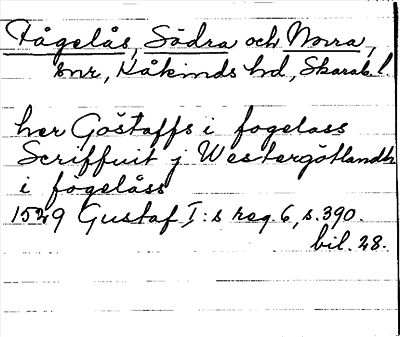 Fågelås, Södra och Norra,
snr, Kåkinds hd, Skarab. l.
her Göstaffs i fogelass
Scriffuit j Westergötlandh
i fogelåss
1529 Gustaf I:s reg. 6, s. 390.
bil. 28.